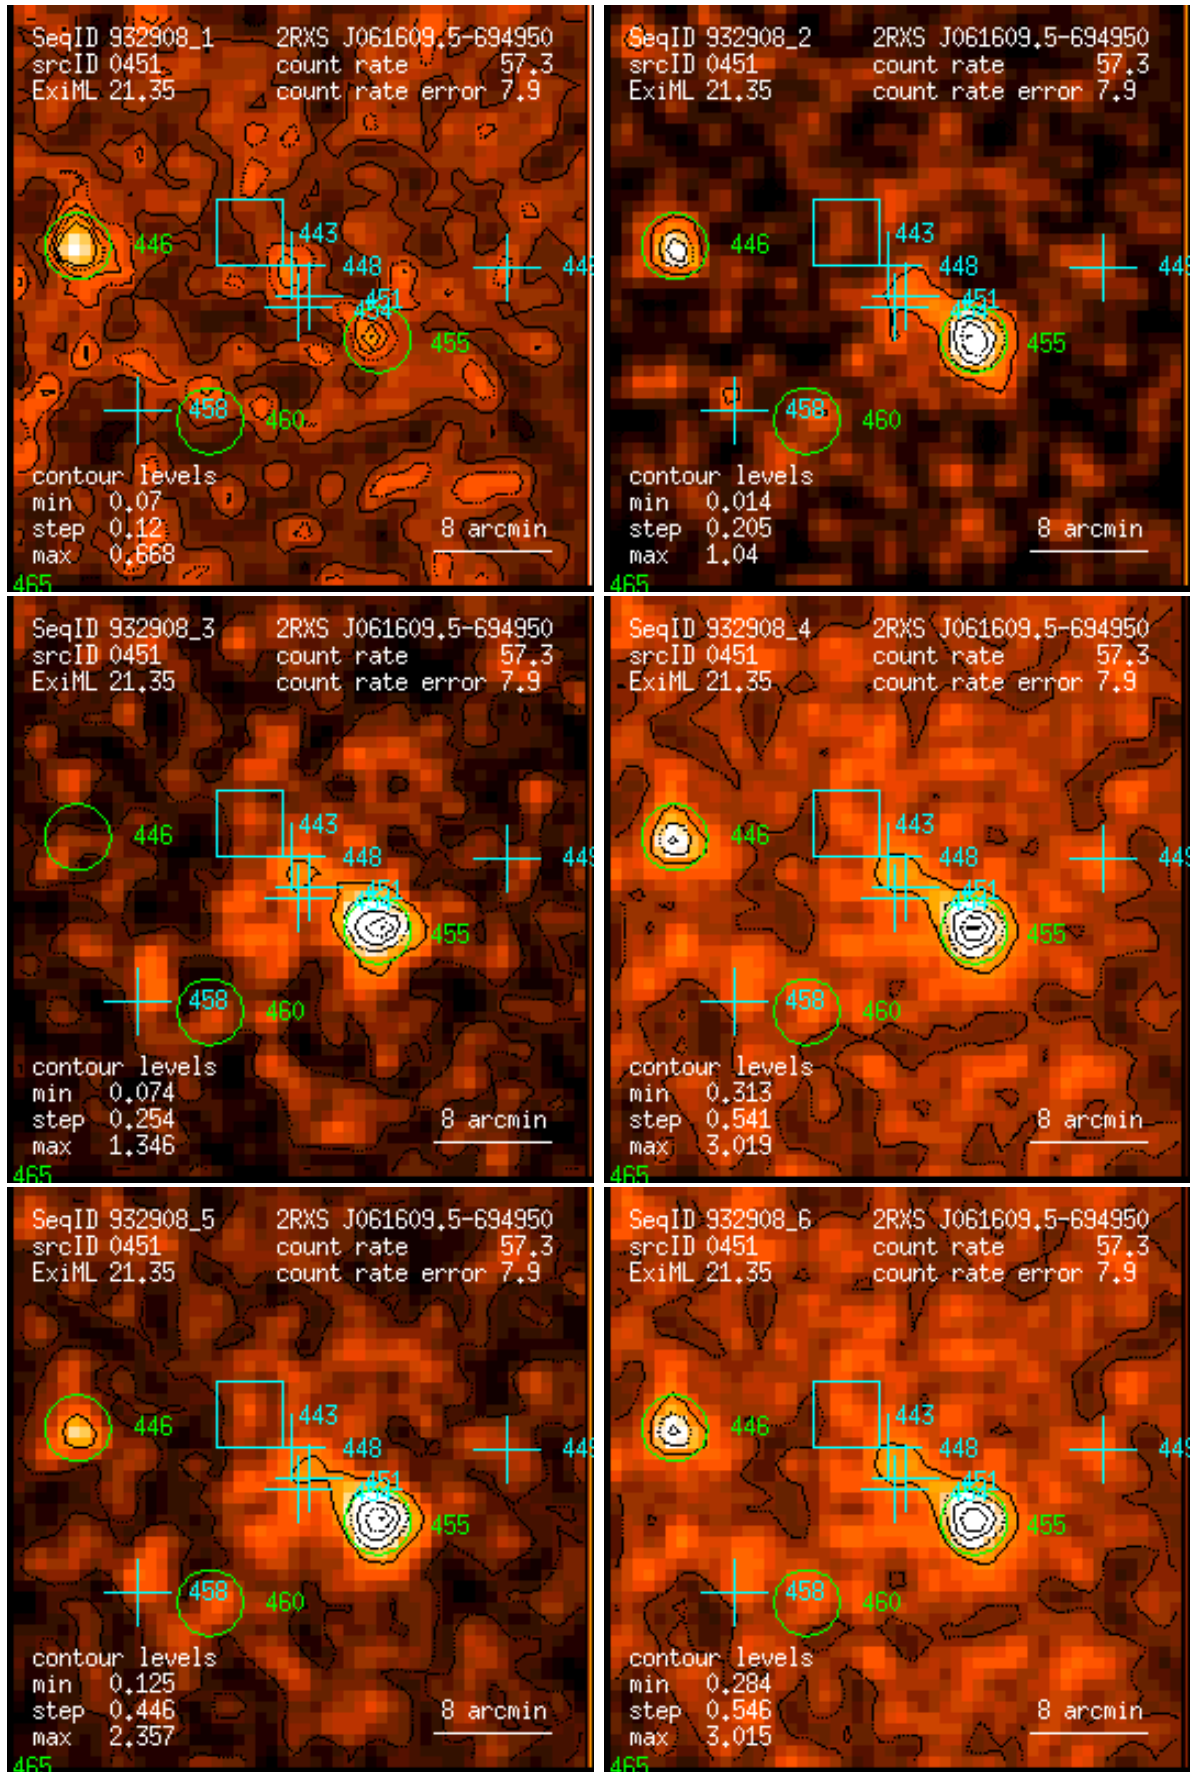 SeqID 932908_1 2RXS J061609.5-694950
srcID 0451 count rate 57.3
ExiML 21.35 count rate error 7.9
443
446
448
449
451
454
455
458
460
contour levels
min 0.07
step 0.12
max 0.668
8 arcmin
465
SeqID 932908_2 2RXS J061609.5-694950
srcID 0451 count rate 57.3
ExiML 21.35 count rate error 7.9
443
446
448
451
455
458
460
contour levels
min 0.014
step 0.205
max 1.04
8 arcmin
465
SeqID 932908_3 2RXS J061609.5-694950
srcID 0451 count rate 57.3
ExiML 21.35 count rate error 7.9
443
446
448
449
451
455
458
460
contour levels
min 0.074
step 0.254
max 1.346
8 arcmin
465
SeqID 932908_4 2RXS J061609.5-694950
srcID 0451 count rate 57.3
ExiML 21.35 count rate error 7.9
443
446
448
451
455
458
460
contour levels
min 0.313
step 0.541
max 3.019
8 arcmin
465
SeqID 932908_5 2RXS J061609.5-694950
srcID 0451 count rate 57.3
ExiML 21.35 count rate error 7.9
443
446
448
449
451
455
458
460
contour levels
min 0.125
step 0.446
max 2.357
8 arcmin
465
SeqID 932908_6 2RXS J061609.5-694950
srcID 0451 count rate 57.3
ExiML 21.35 count rate error 7.9
443
446
448
451
455
458
460
contour levels
min 0.284
step 0.546
max 3.015
8 arcmin
465